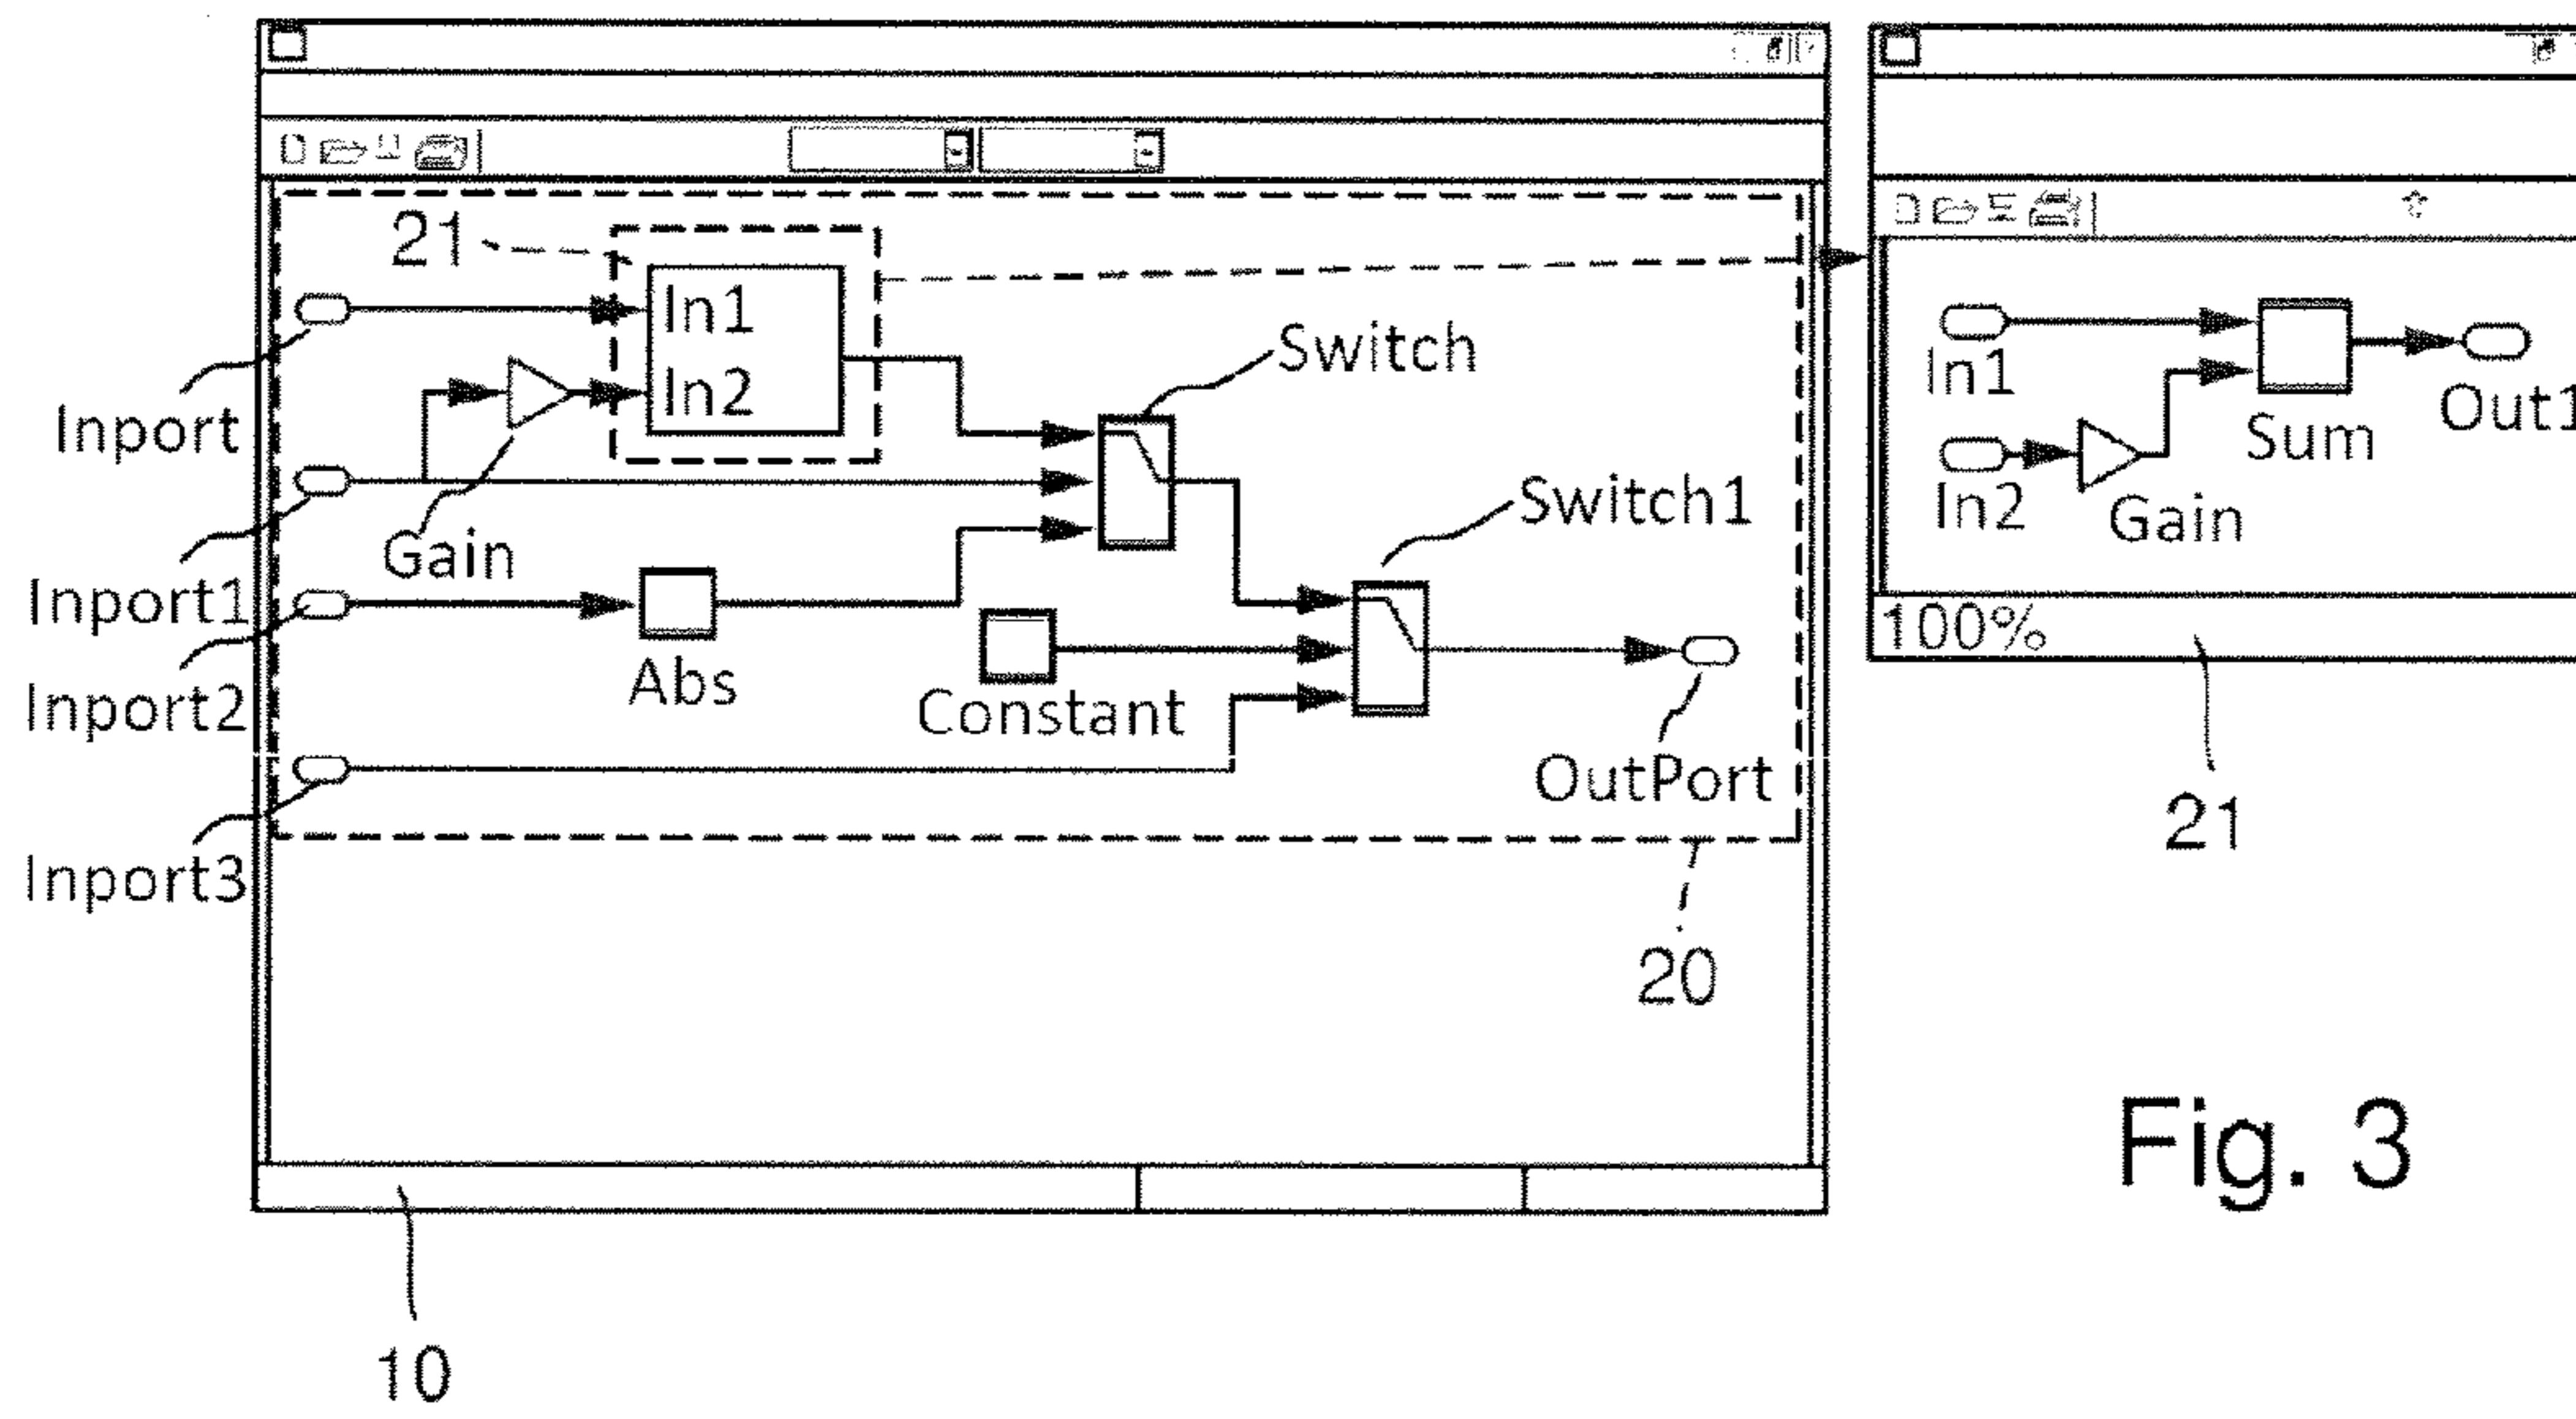 21
In1
In2
Switch
Inport
Gain
Switch1
Inport1
Abs
Inport2
Constant
OutPort
Inport3
20
10
In1
In2
Gain
Sum
Out1
100%
21
Fig. 3